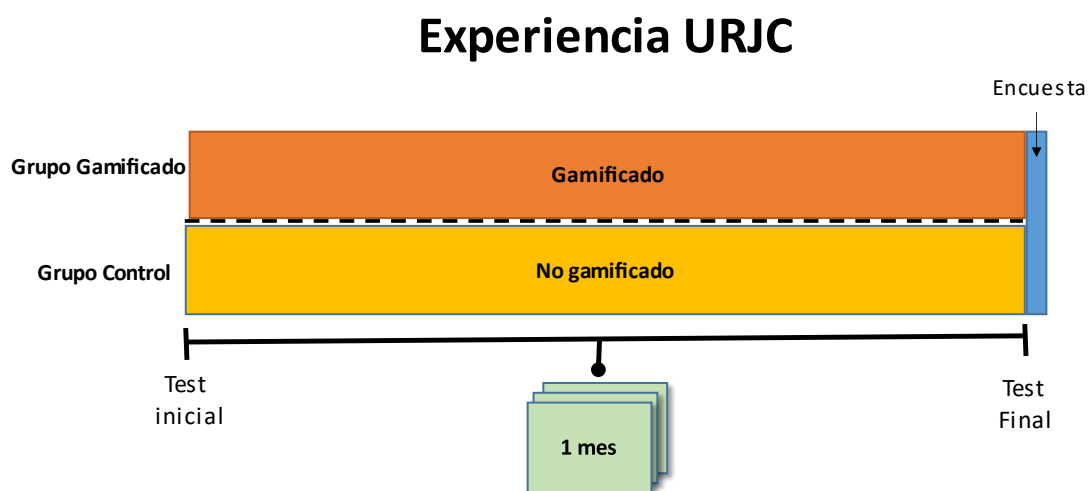 Experiencia URJC
Encuesta
Grupo Gamificado
Gamificado
Grupo Control
No gamificado
Test
inicial
Test
Final
1 mes